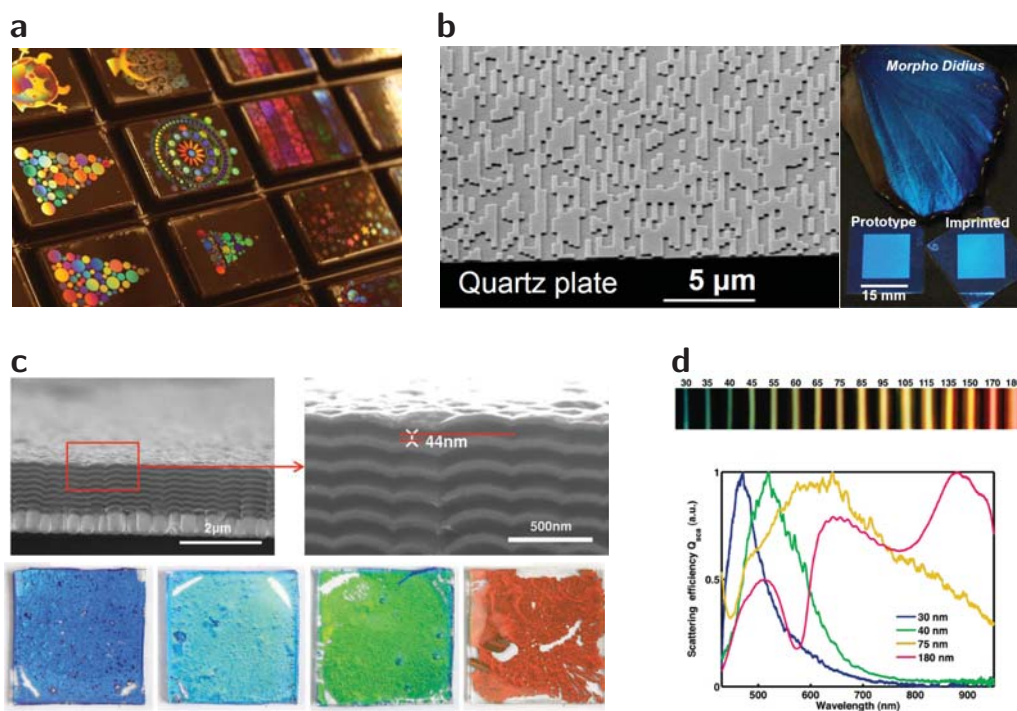 a
b
Morpho Didius
Prototype
Imprinted
15 mm
Quartz plate
5 µm
c
44nm
2µm
500nm
d
30 35 40 45 52 55 60 65 75 85 95 105 115 135 150 170 18
1
0.5
0
Scattering efficiency Qsca (a.u.)
30 nm
40 nm
75 nm
180 nm
500 600 700 800 900
Wavelength (nm)